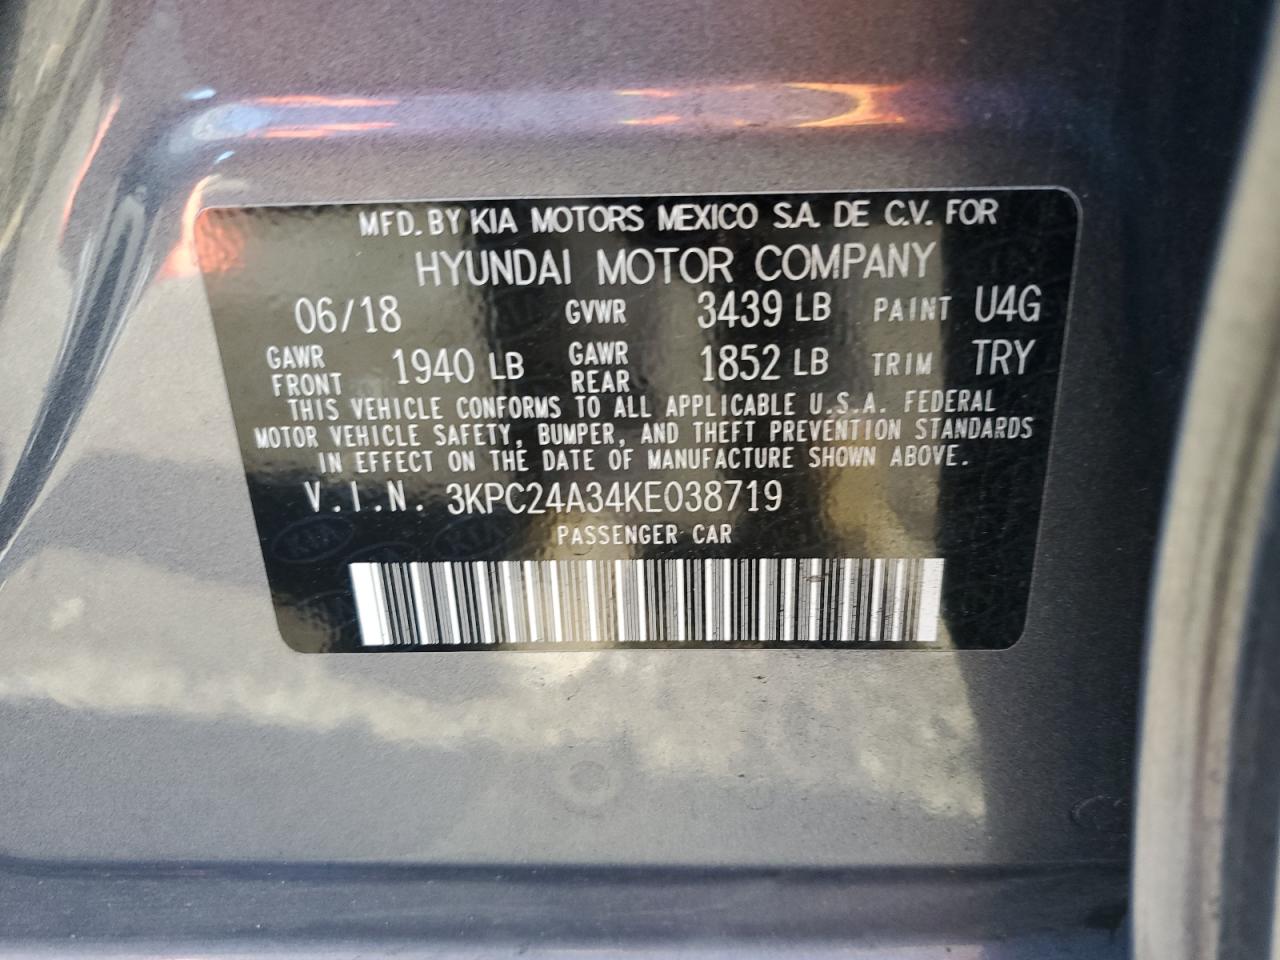 MFD. BY KIA MOTORS MEXICO S.A. DE C.V. FOR
HYUNDAI MOTOR COMPANY
06/18 GVWR 3439 LB PAINT U4G
GAWR FRONT 1940 LB GAWR REAR 1852 LB TRIM TRY
THIS VEHICLE CONFORMS TO ALL APPLICABLE U.S.A. FEDERAL
MOTOR VEHICLE SAFETY, BUMPER, AND THEFT PREVENTION STANDARDS
IN EFFECT ON THE DATE OF MANUFACTURE SHOWN ABOVE.
V.I.N. 3KPC24A34KE038719
PASSENGER CAR